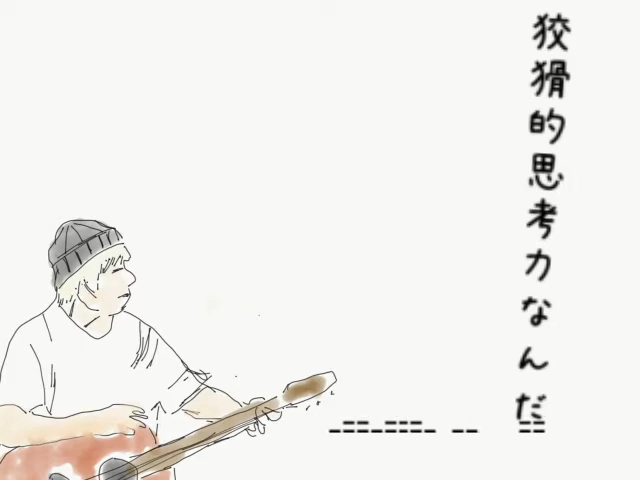 狡猾的思考力なんだ
-==-===- -- ==